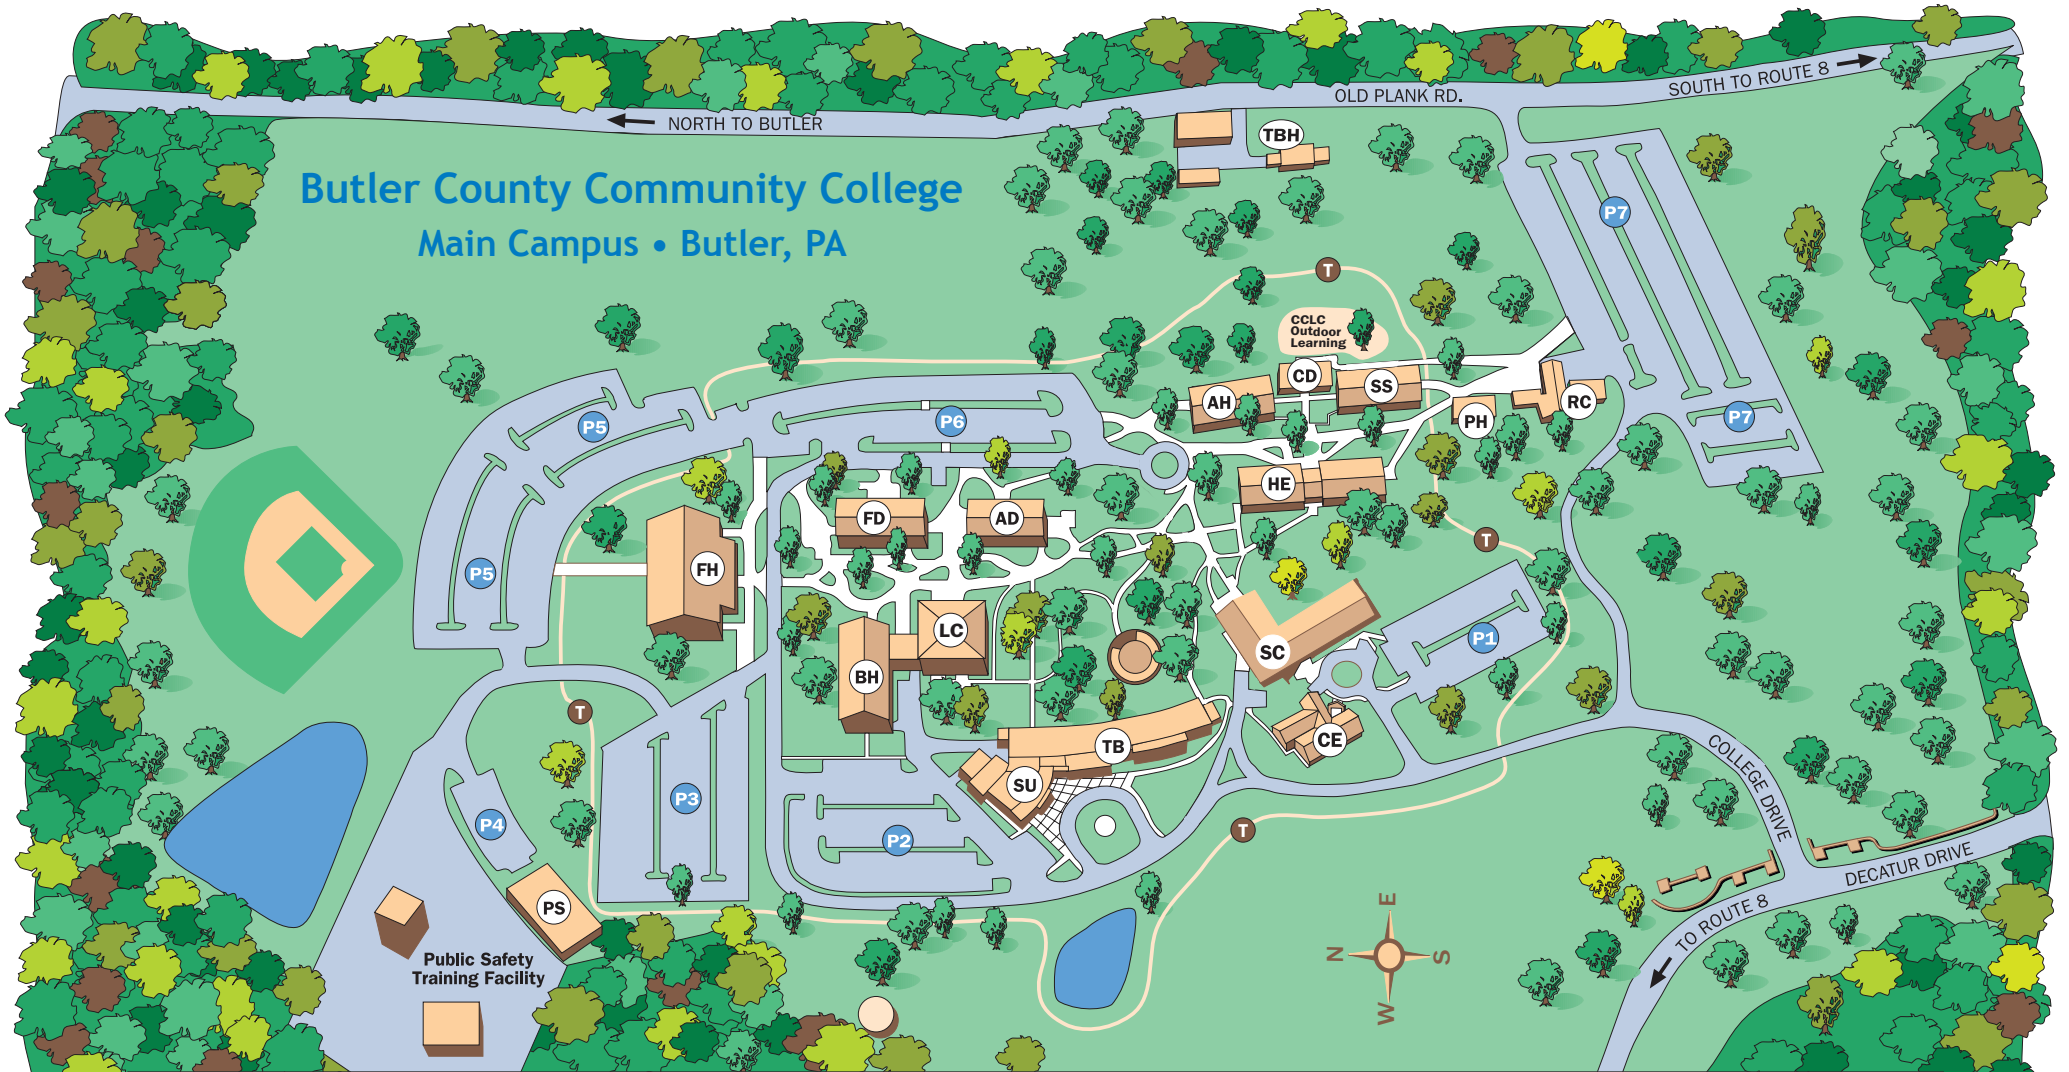 OLD PLANK RD.
SOUTH TO ROUTE 8
NORTH TO BUTLER
TBH
Butler County Community College
Main Campus • Butler, PA
P7
T
CCLC
Outdoor
Learning
CD
SS
AH
RC
PH
P7
P5
P6
HE
FD
AD
T
FH
P5
LC
P1
SC
BH
T
CE
TB
SU
COLLEGE DRIVE
P3
P4
T
P2
DECATUR DRIVE
PS
TO ROUTE 8
E
N
S
W
Public Safety
Training Facility